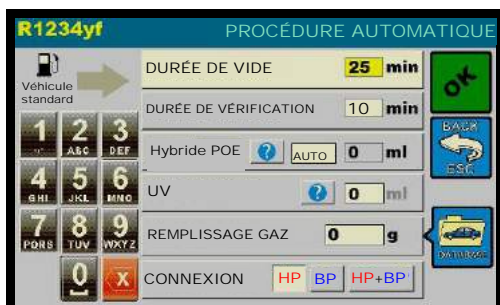 R1234yf PROCÉDURE AUTOMATIQUE
Véhicule standard
DURÉE DE VIDE 25 min
OK
DURÉE DE VÉRIFICATION 10 min
1 2 ABC 3 DEF
BACK
ESC
Hybride POE ? AUTO 0 ml
4 GHI 5 JKL 6 MNO
UV ? 0 ml
7 PQRS 8 TUV 9 WXYZ
REMPLISSAGE GAZ 0 g
DATABASE
0 X
CONNEXION HP BP HP+BP